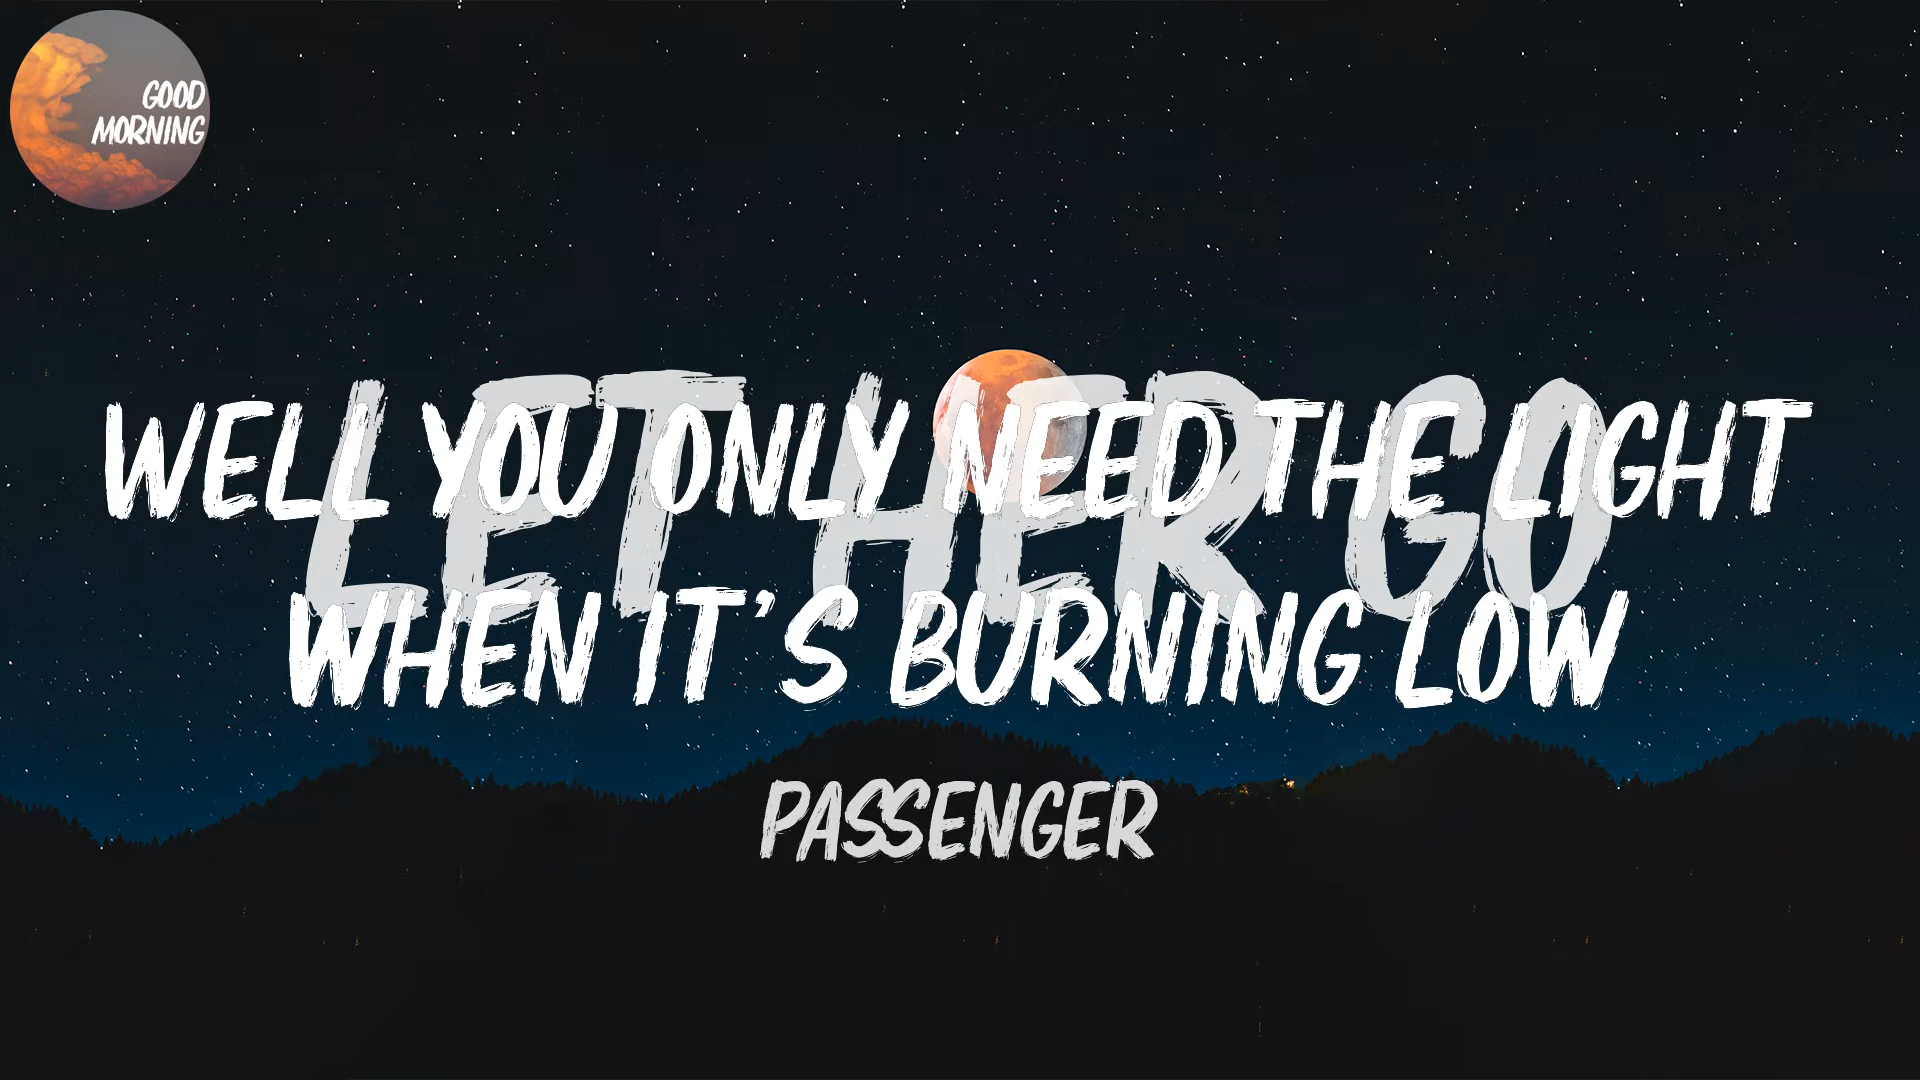 GOOD
MORNING
LET HER GO
WELL YOU ONLY NEED THE LIGHT
WHEN IT'S BURNING LOW
PASSENGER